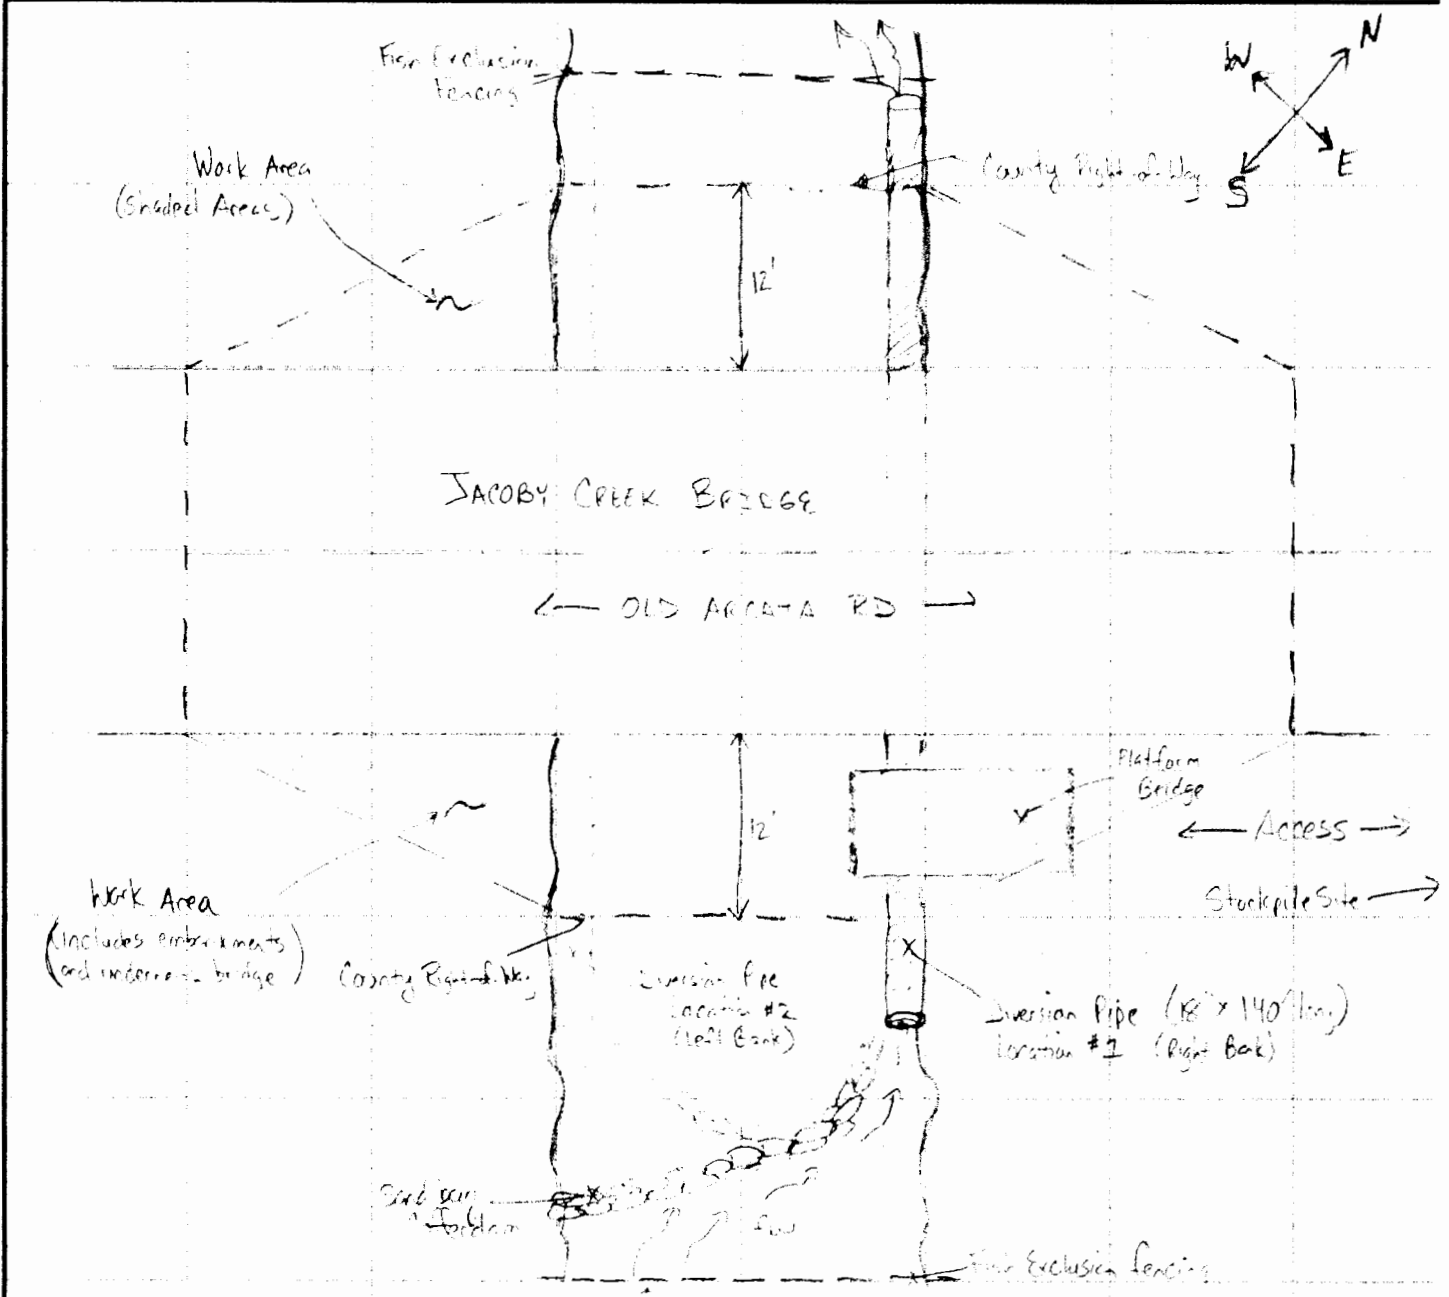 N
W
E
S
Fish Exclusion
Fencing
Work Area
(Shaded Areas)
County Right-of-Way
12'
JACOBY CREEK BRIDGE
OLD ARCATA RD
Platform
Bridge
12'
Access
Stockpile Site
Work Area
(includes embankments
and underneath bridge)
County Right-of-Way
Diversion Pipe
Location #2
(Left Bank)
Diversion Pipe (18" x 140' long)
Location #1 (Right Bank)
Sand bag
Cofferdam
flow
Fish Exclusion fencing